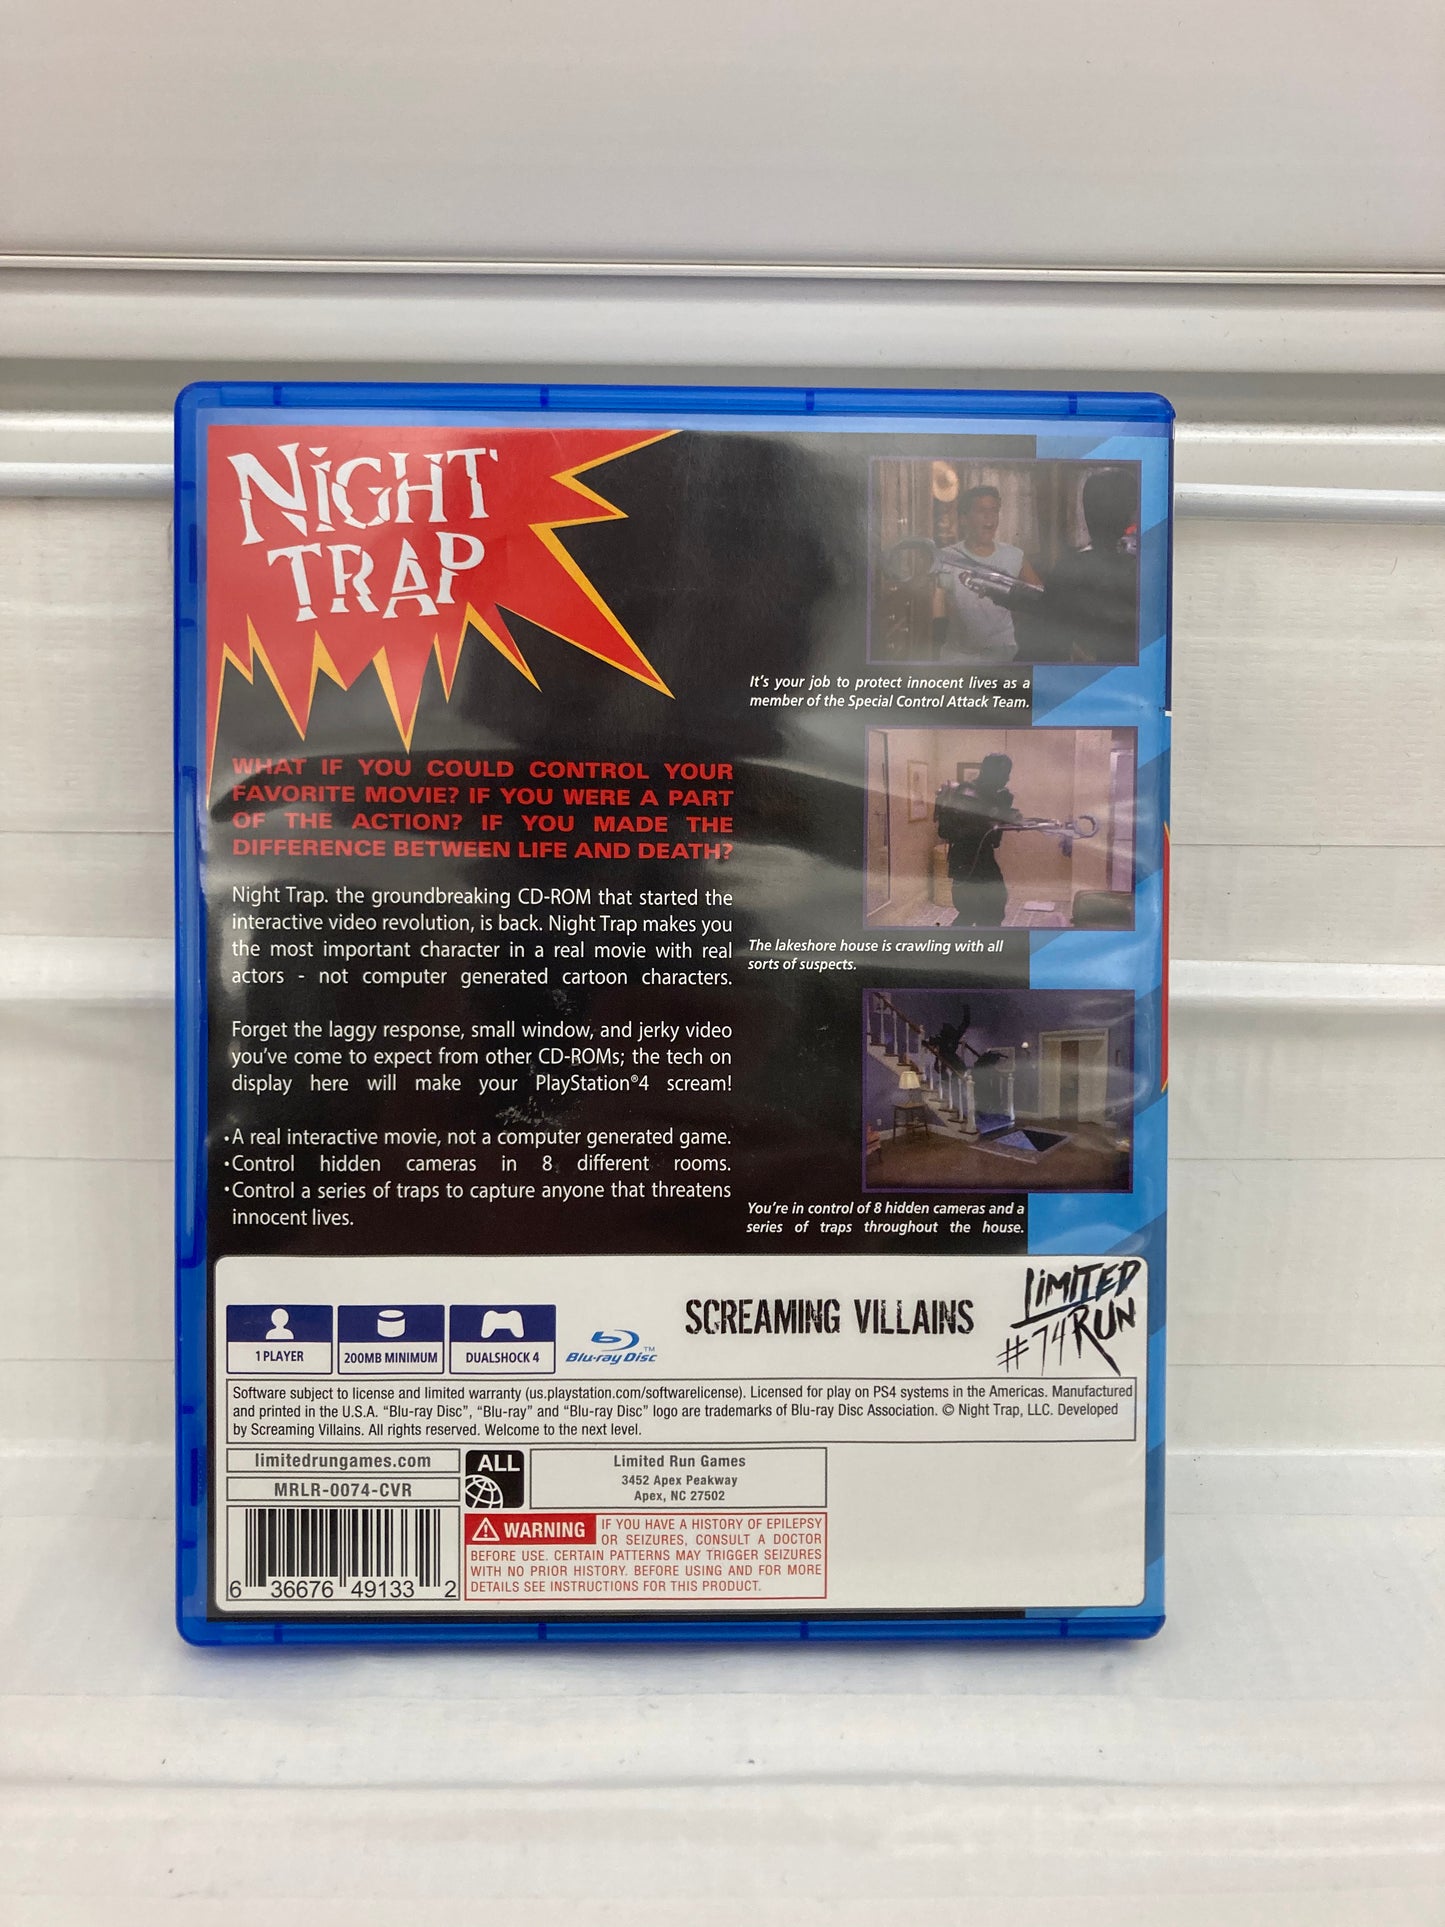 NiGHT
TRAP
It's your job to protect innocent lives as a
member of the Special Control Attack Team.
WHAT IF YOU COULD CONTROL YOUR
FAVORITE MOVIE? IF YOU WERE A PART
OF THE ACTION? IF YOU MADE THE
DIFFERENCE BETWEEN LIFE AND DEATH?
Night Trap. the groundbreaking CD-ROM that started the
interactive video revolution, is back. Night Trap makes you
the most important character in a real movie with real
actors - not computer generated cartoon characters.
The lakeshore house is crawling with all
sorts of suspects.
Forget the laggy response, small window, and jerky video
you've come to expect from other CD-ROMs; the tech on
display here will make your PlayStation®4 scream!
•A real interactive movie, not a computer generated game.
•Control hidden cameras in 8 different rooms.
•Control a series of traps to capture anyone that threatens
innocent lives.
You're in control of 8 hidden cameras and a
series of traps throughout the house.
1 PLAYER
200MB MINIMUM
DUALSHOCK 4
Blu-ray Disc™
SCREAMING VILLAINS
LiMITED
RUN
#74
Software subject to license and limited warranty (us.playstation.com/softwarelicense). Licensed for play on PS4 systems in the Americas. Manufactured
and printed in the U.S.A. “Blu-ray Disc”, “Blu-ray” and “Blu-ray Disc” logo are trademarks of Blu-ray Disc Association. © Night Trap, LLC. Developed
by Screaming Villains. All rights reserved. Welcome to the next level.
limitedrungames.com
MRLR-0074-CVR
ALL
Limited Run Games
3452 Apex Peakway
Apex, NC 27502
WARNING IF YOU HAVE A HISTORY OF EPILEPSY
OR SEIZURES, CONSULT A DOCTOR
BEFORE USE. CERTAIN PATTERNS MAY TRIGGER SEIZURES
WITH NO PRIOR HISTORY. BEFORE USING AND FOR MORE
DETAILS SEE INSTRUCTIONS FOR THIS PRODUCT.
6 36676 49133 2